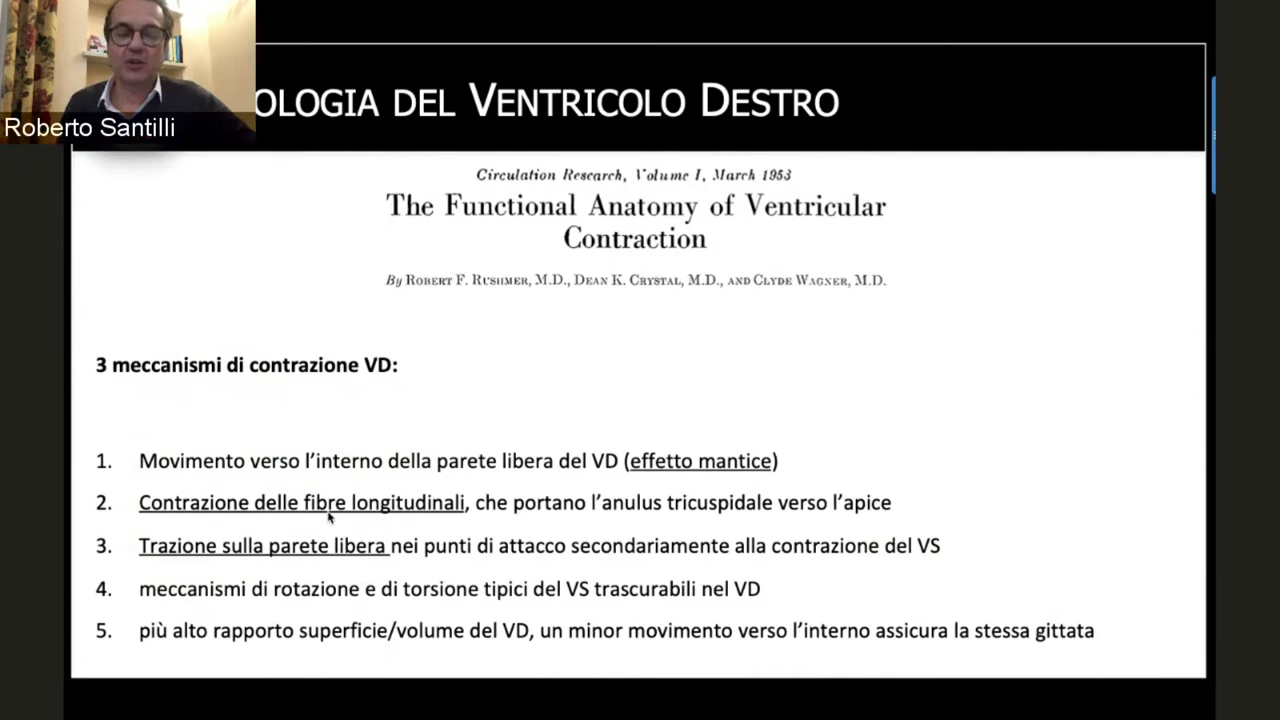 OLOGIA DEL VENTRICOLO DESTRO
Roberto Santilli
Circulation Research, Volume I, March 1953
The Functional Anatomy of Ventricular
Contraction
By ROBERT F. RUSHMER, M.D., DEAN K. CRYSTAL, M.D., AND CLYDE WAGNER, M.D.
3 meccanismi di contrazione VD:
1. Movimento verso l'interno della parete libera del VD (effetto mantice)
2. Contrazione delle fibre longitudinali, che portano l'anulus tricuspidale verso l'apice
3. Trazione sulla parete libera nei punti di attacco secondariamente alla contrazione del VS
4. meccanismi di rotazione e di torsione tipici del VS trascurabili nel VD
5. più alto rapporto superficie/volume del VD, un minor movimento verso l'interno assicura la stessa gittata